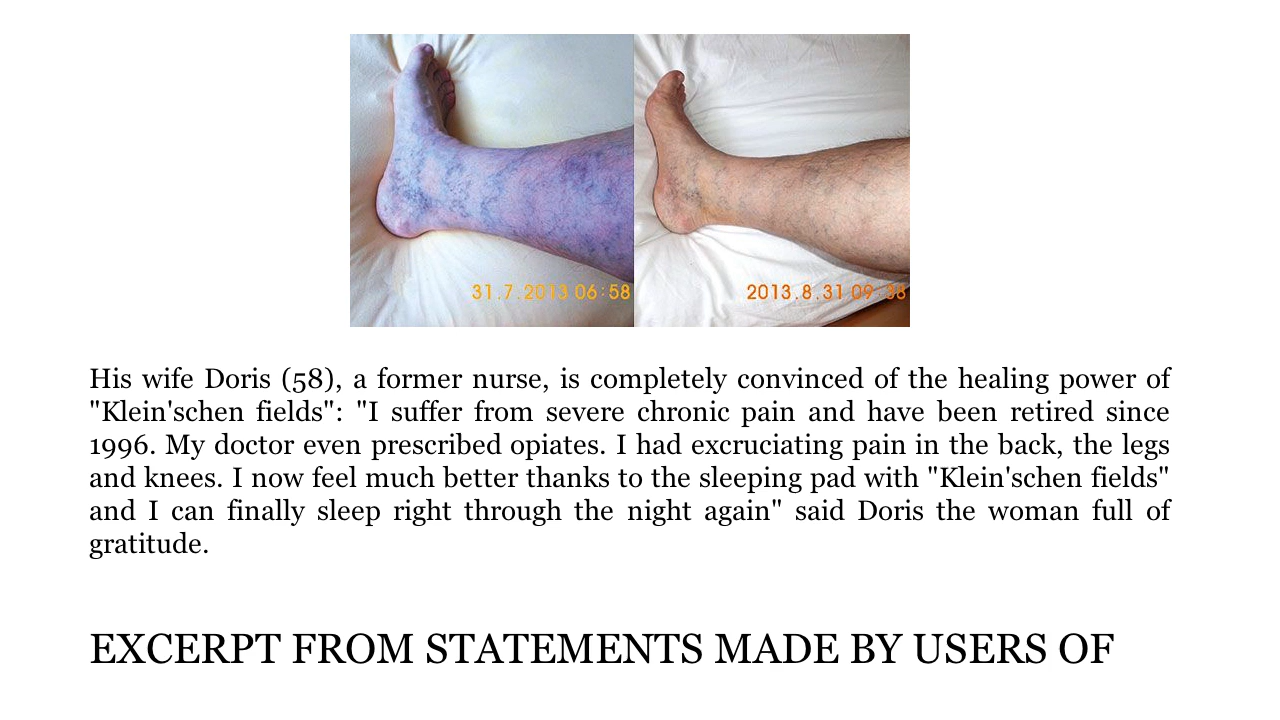 31.7.2013 06:58
2013.8.31 09:38
His wife Doris (58), a former nurse, is completely convinced of the healing power of
"Klein'schen fields": "I suffer from severe chronic pain and have been retired since
1996. My doctor even prescribed opiates. I had excruciating pain in the back, the legs
and knees. I now feel much better thanks to the sleeping pad with "Klein'schen fields"
and I can finally sleep right through the night again" said Doris the woman full of
gratitude.
EXCERPT FROM STATEMENTS MADE BY USERS OF